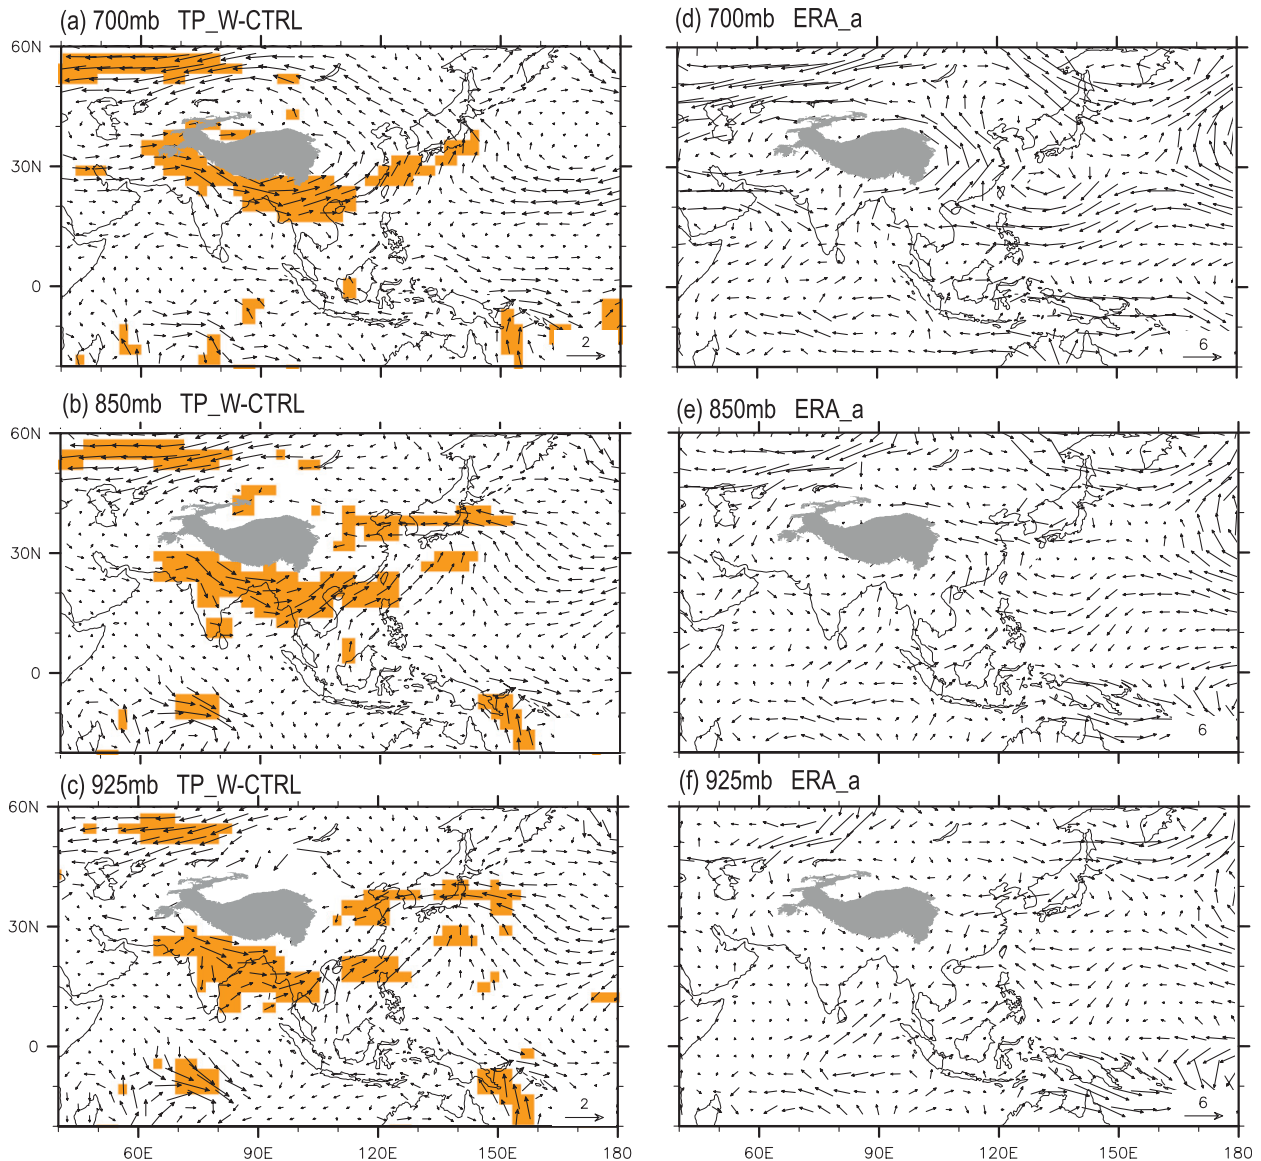 (a) 700mb TP_W-CTRL
(d) 700mb ERA_a
60N
30N
0
2
6
(b) 850mb TP_W-CTRL
(e) 850mb ERA_a
60N
30N
0
6
(c) 925mb TP_W-CTRL
(f) 925mb ERA_a
60N
30N
0
2
6
60E 90E 120E 150E 180
60E 90E 120E 150E 180